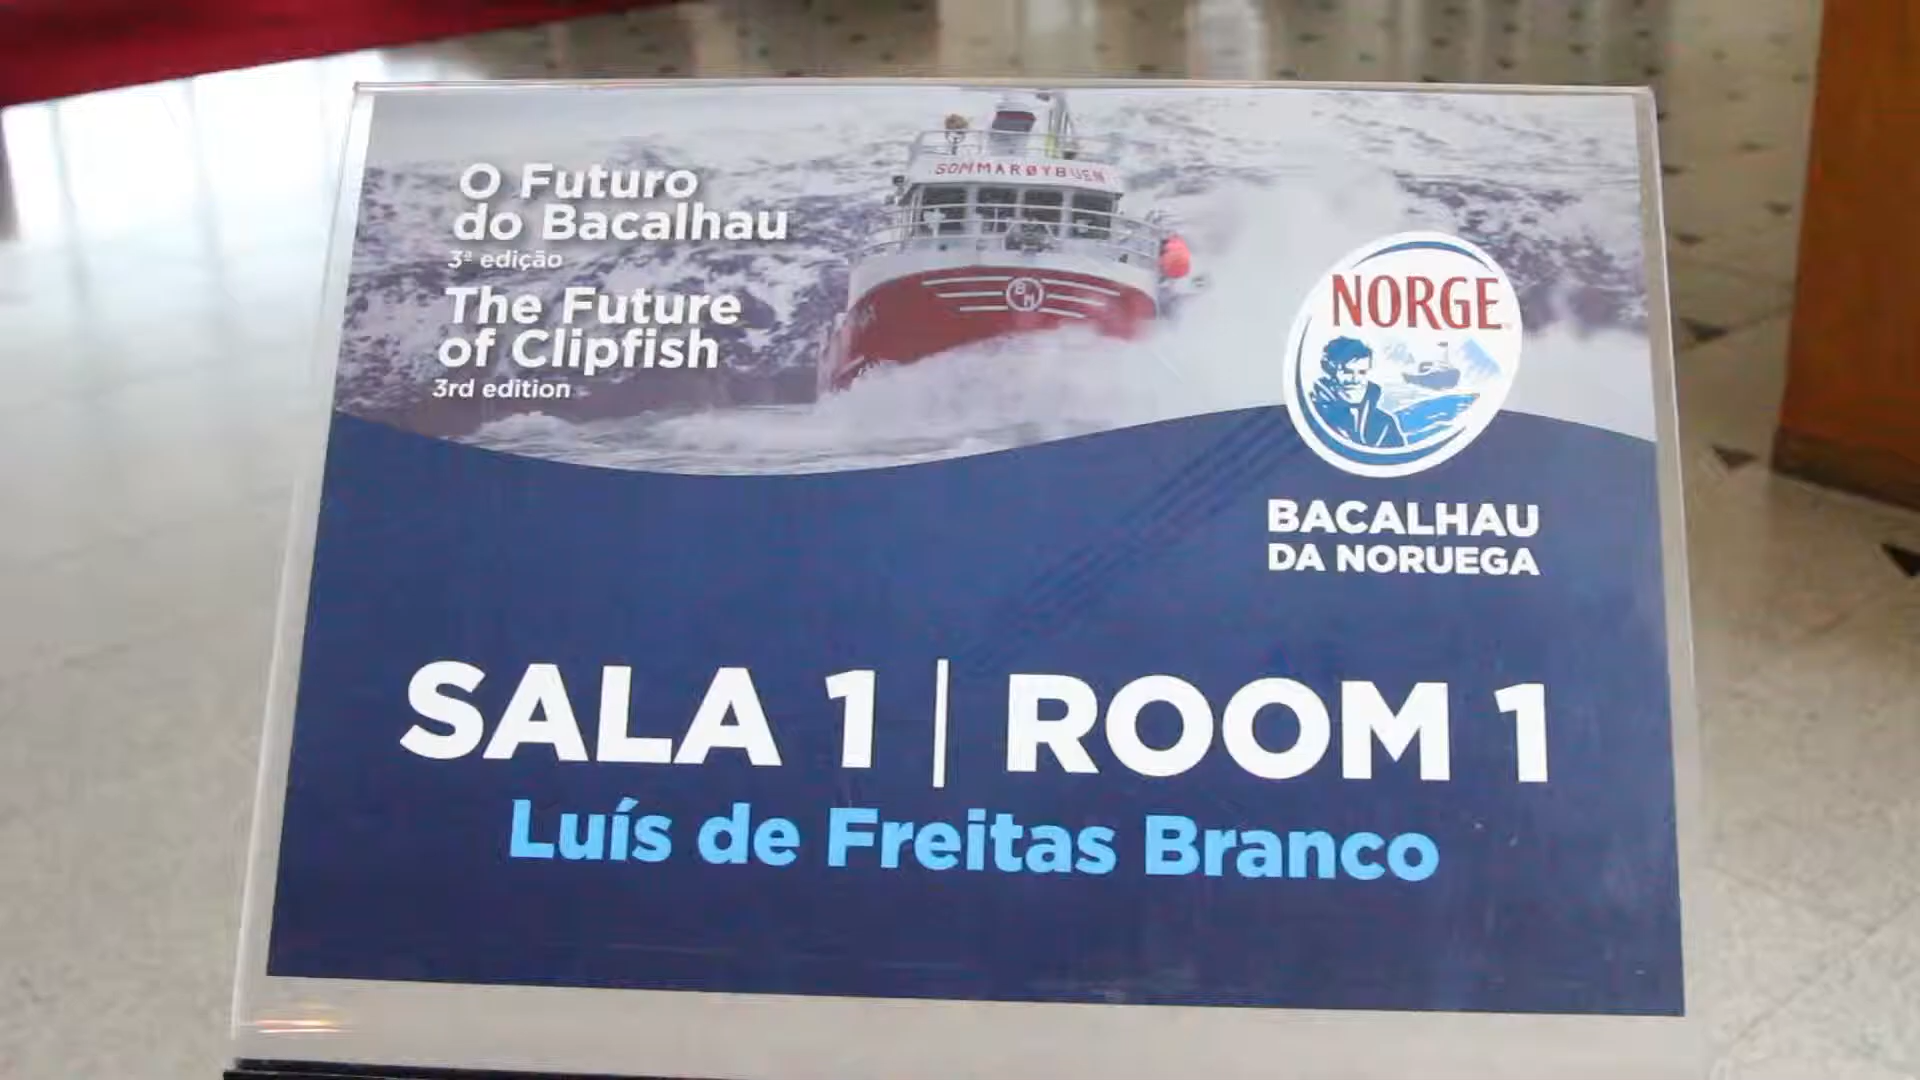 O Futuro
do Bacalhau
3ª edição
The Future
of Clipfish
3rd edition
SOMMARØYBUEN
BM
NORGE
BACALHAU
DA NORUEGA
SALA 1 | ROOM 1
Luís de Freitas Branco